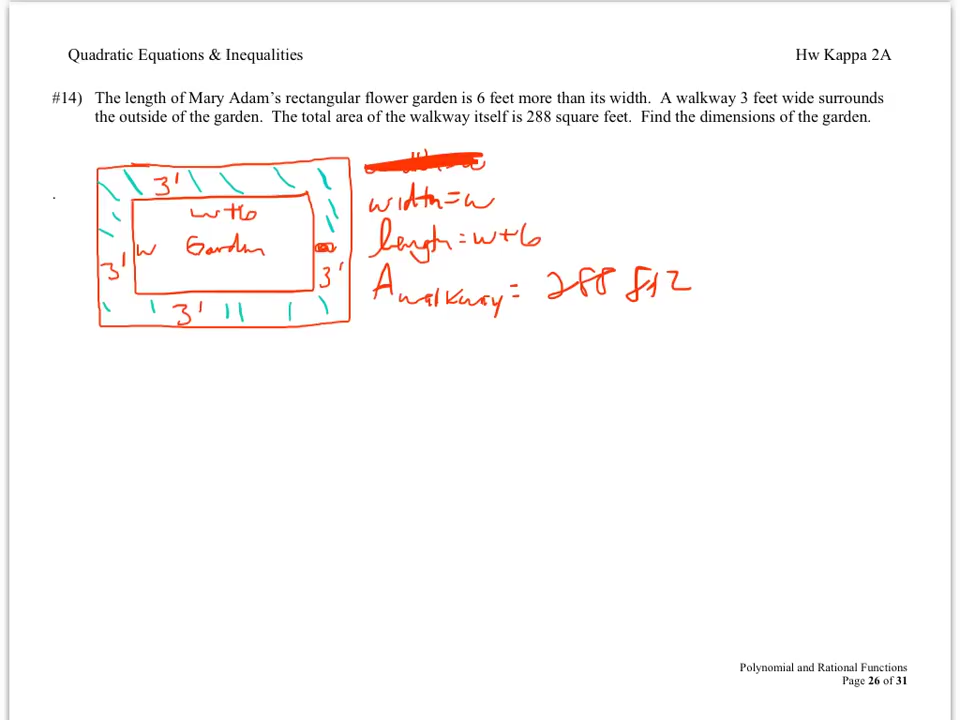 Quadratic Equations & Inequalities
Hw Kappa 2A
#14) The length of Mary Adam's rectangular flower garden is 6 feet more than its width. A walkway 3 feet wide surrounds
the outside of the garden. The total area of the walkway itself is 288 square feet. Find the dimensions of the garden.
3'
w+6
w Garden
3'
3'
3'
width = w
length = w+6
A walkway = 288 ft2
Polynomial and Rational Functions
Page 26 of 31